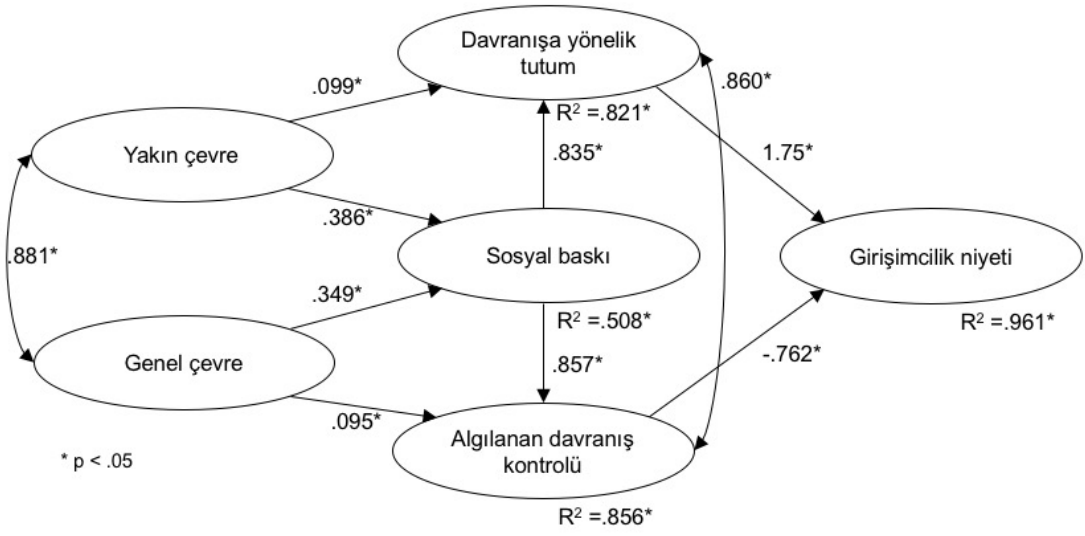 Davranışa yönelik
tutum
.099*
.860*
R² =.821*
Yakın çevre
.835*
1.75*
.386*
.881*
Sosyal baskı
Girişimcilik niyeti
.349*
R² =.508*
R² =.961*
Genel çevre
.857*
-.762*
.095*
Algılanan davranış
kontrolü
* p < .05
R² =.856*